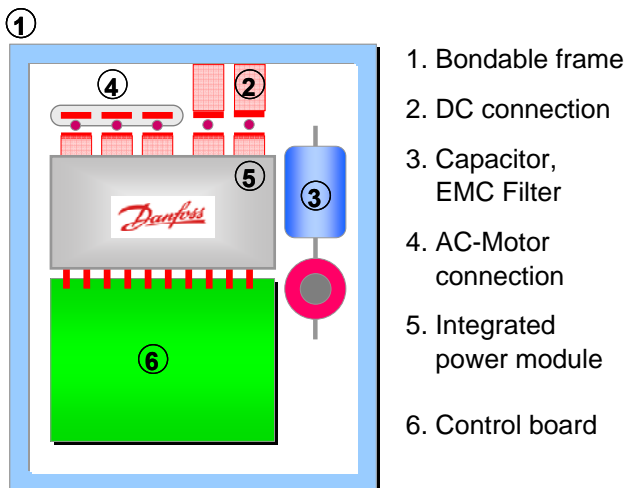 1
4
2
5
Danfoss
3
6
1. Bondable frame
2. DC connection
3. Capacitor,
EMC Filter
4. AC-Motor
connection
5. Integrated
power module
6. Control board